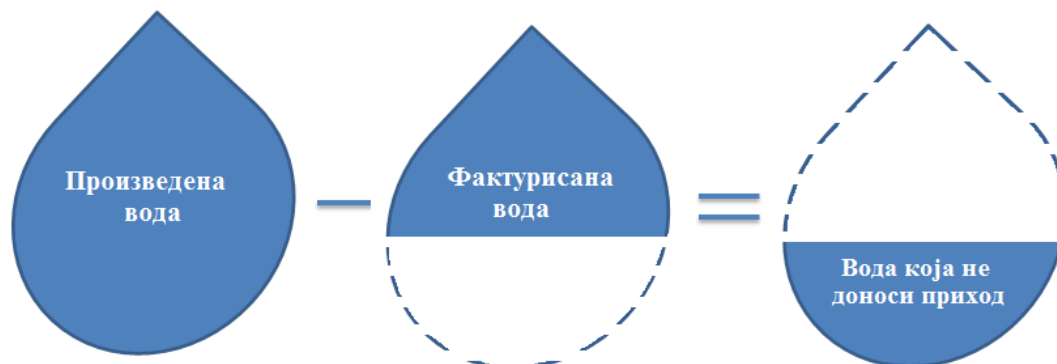 Произведена
вода
Фактурисана
вода
Вода која не
доноси приход